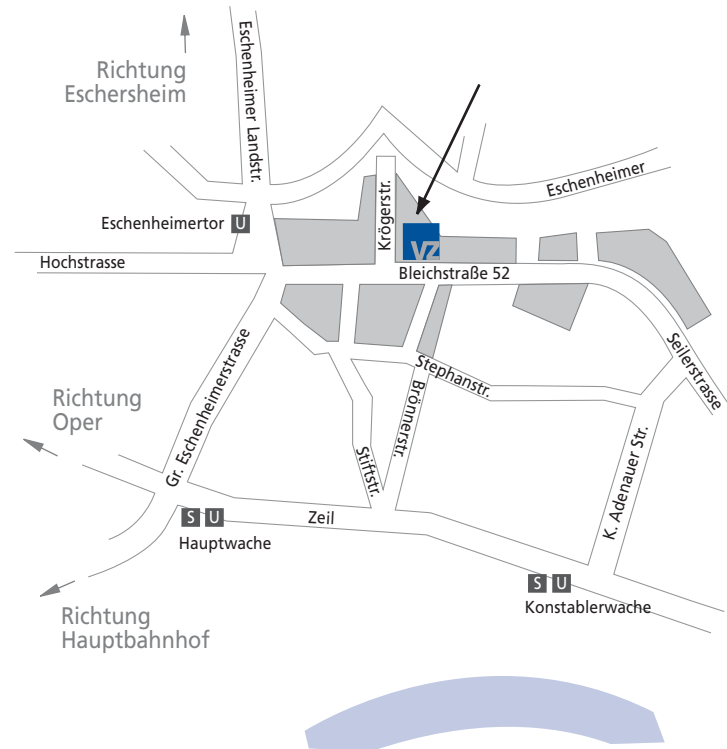 Richtung
Eschersheim
Eschenheimer Landstr.
Eschenheimer
Eschenheimertor U
Krögerstr.
VZ
Hochstrasse
Bleichstraße 52
Seilerstrasse
Stephanstr.
Gr. Eschenheimerstrasse
Brönnerstr.
Richtung
Oper
Stiftstr.
K. Adenauer Str.
S U
Zeil
Hauptwache
S U
Konstablerwache
Richtung
Hauptbahnhof